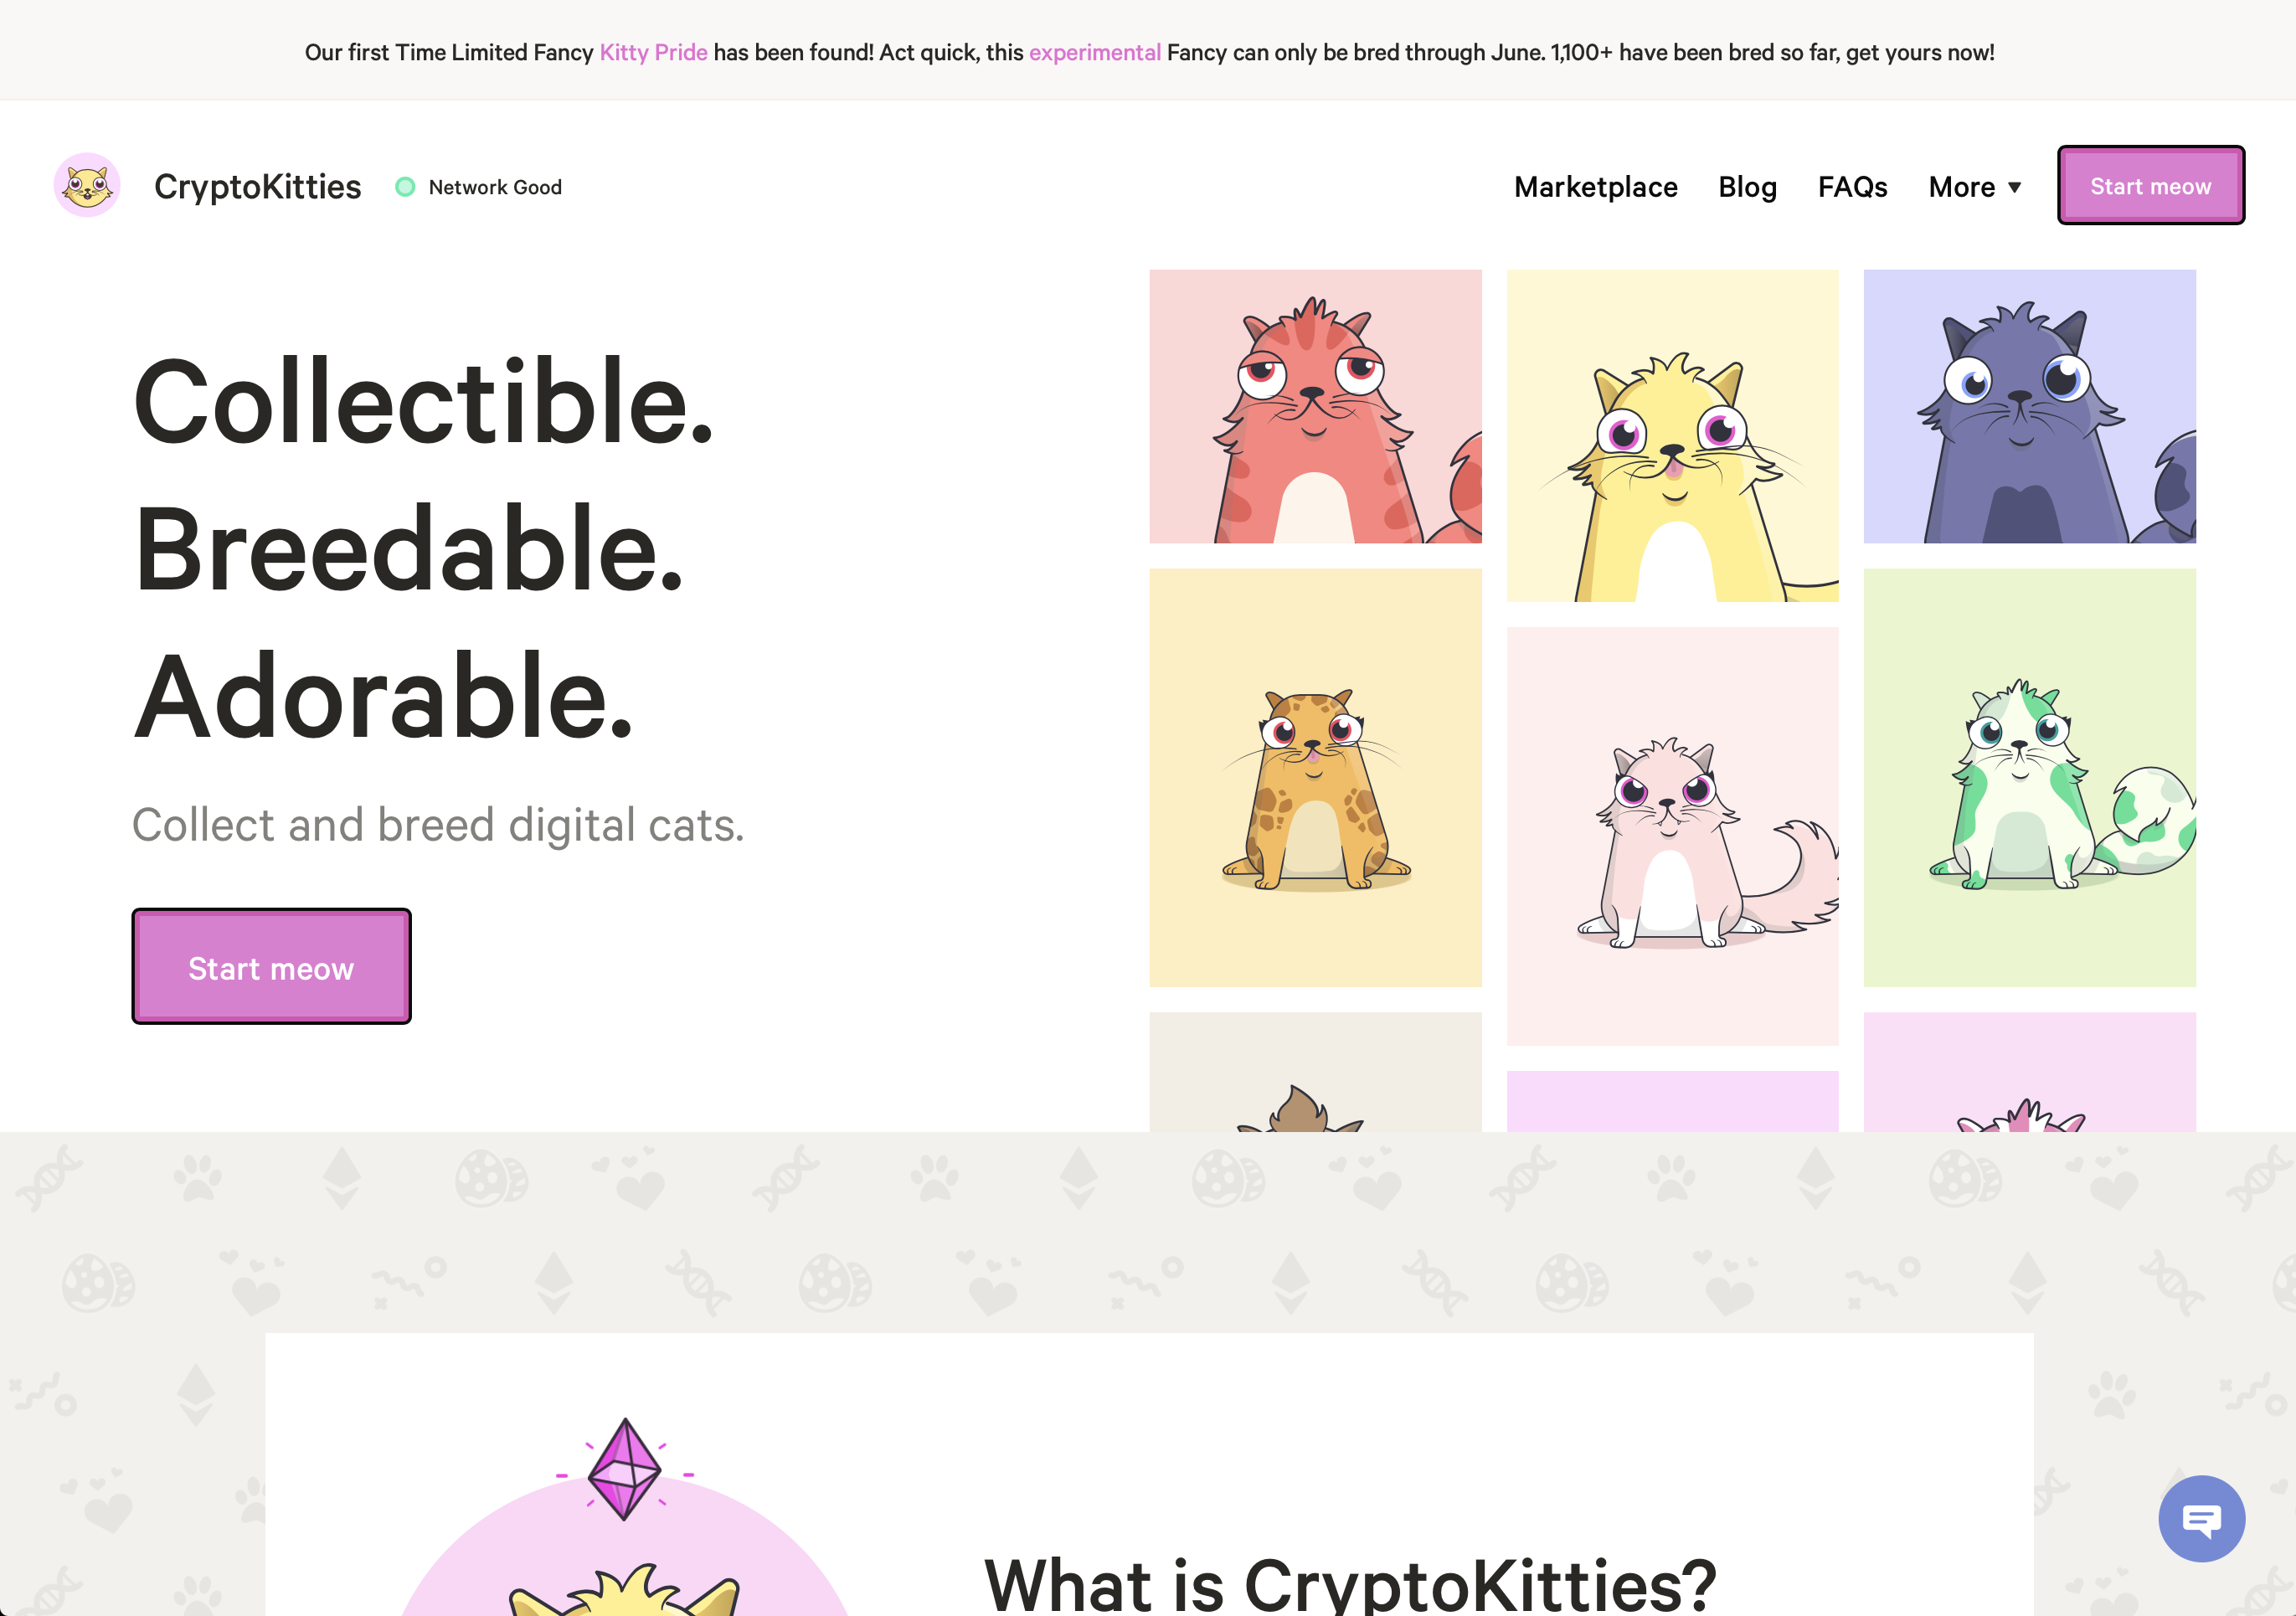 Our first Time Limited Fancy Kitty Pride has been found! Act quick, this experimental Fancy can only be bred through June. 1,100+ have been bred so far, get yours now!
CryptoKitties
Network Good
Marketplace
Blog
FAQs
More
Start meow
Collectible.
Breedable.
Adorable.
Collect and breed digital cats.
Start meow
What is CryptoKitties?